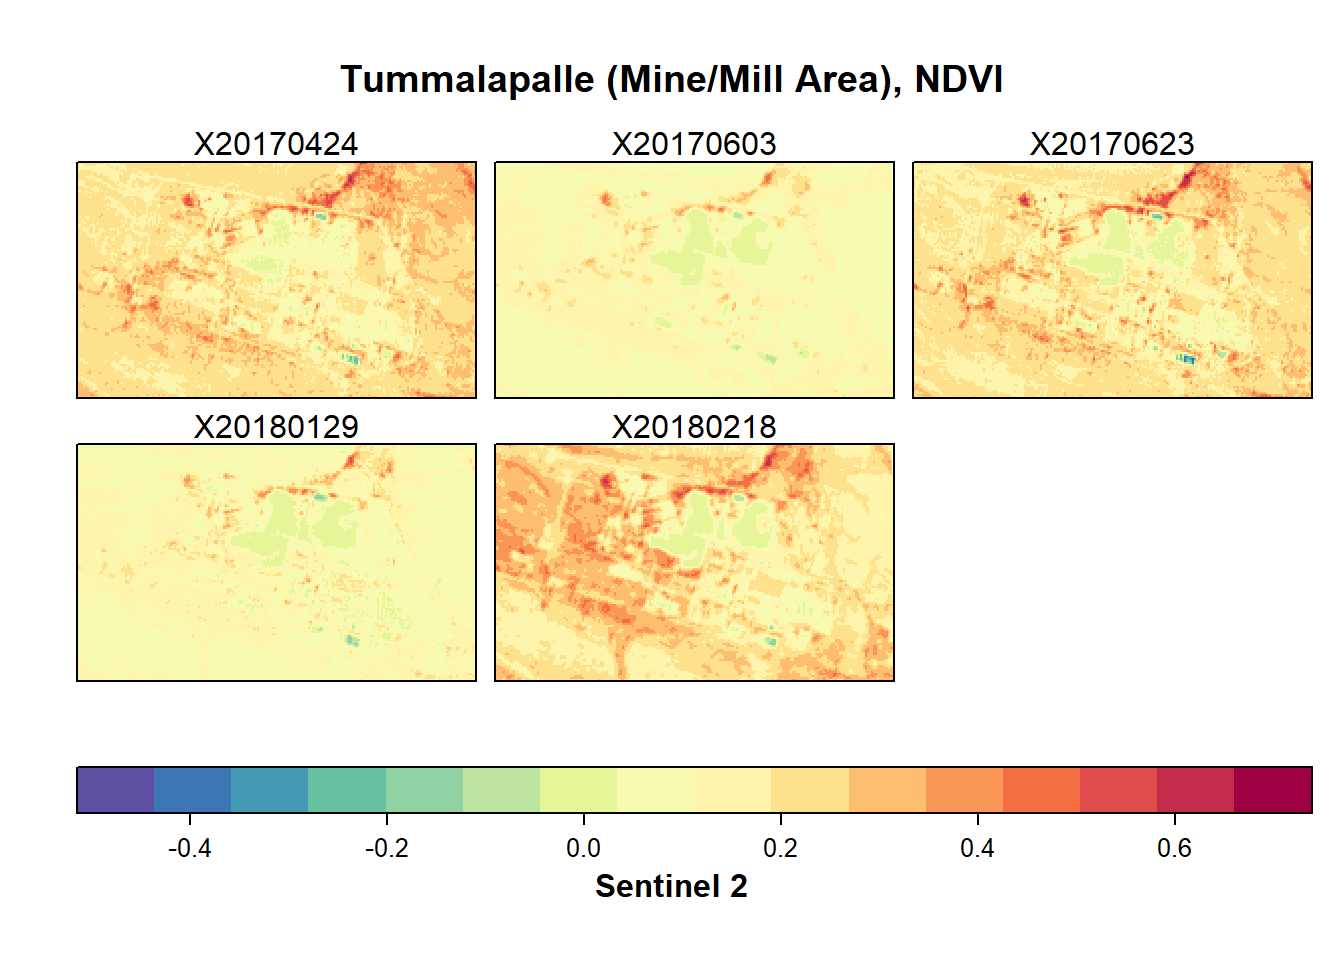 Tummalapalle (Mine/Mill Area), NDVI
X20170424
X20170603
X20170623
X20180129
X20180218
-0.4 -0.2 0.0 0.2 0.4 0.6
Sentinel 2